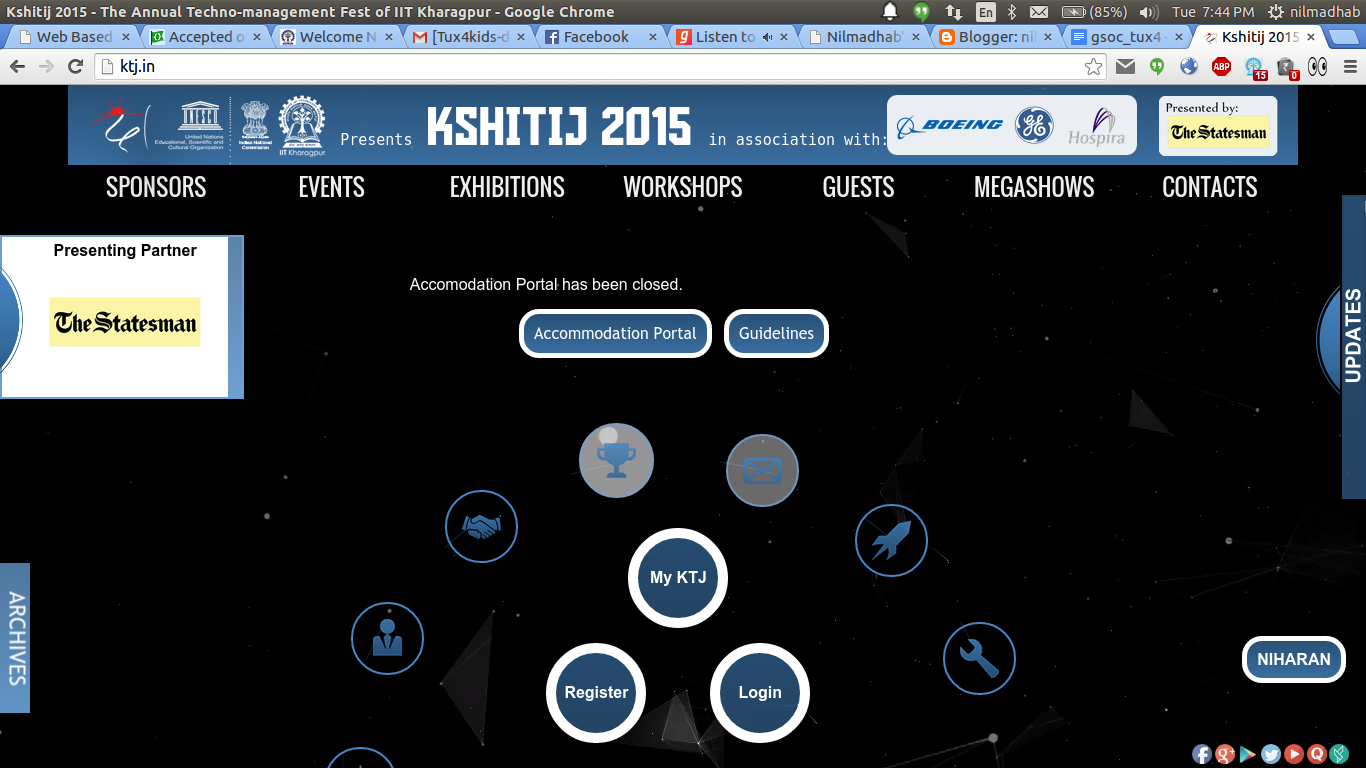 Kshitij 2015 - The Annual Techno-management Fest of IIT Kharagpur - Google Chrome
En
(85%)
Tue 7:44 PM
nilmadhab
Web Based
Accepted o
Welcome N
[Tux4kids-d
Facebook
Listen to
Nilmadhab'
Blogger: ni
gsoc_tux4
Kshitij 2015
ktj.in
ABP
15
0
United Nations
Educational, Scientific and
Cultural Organization
Indian National
Commission
IIT Kharagpur
Presents
KSHITIJ 2015
in association with:
BOEING
Hospira
Presented by:
The Statesman
SPONSORS
EVENTS
EXHIBITIONS
WORKSHOPS
GUESTS
MEGASHOWS
CONTACTS
Presenting Partner
The Statesman
Accomodation Portal has been closed.
Accommodation Portal
Guidelines
UPDATES
My KTJ
ARCHIVES
NIHARAN
Register
Login